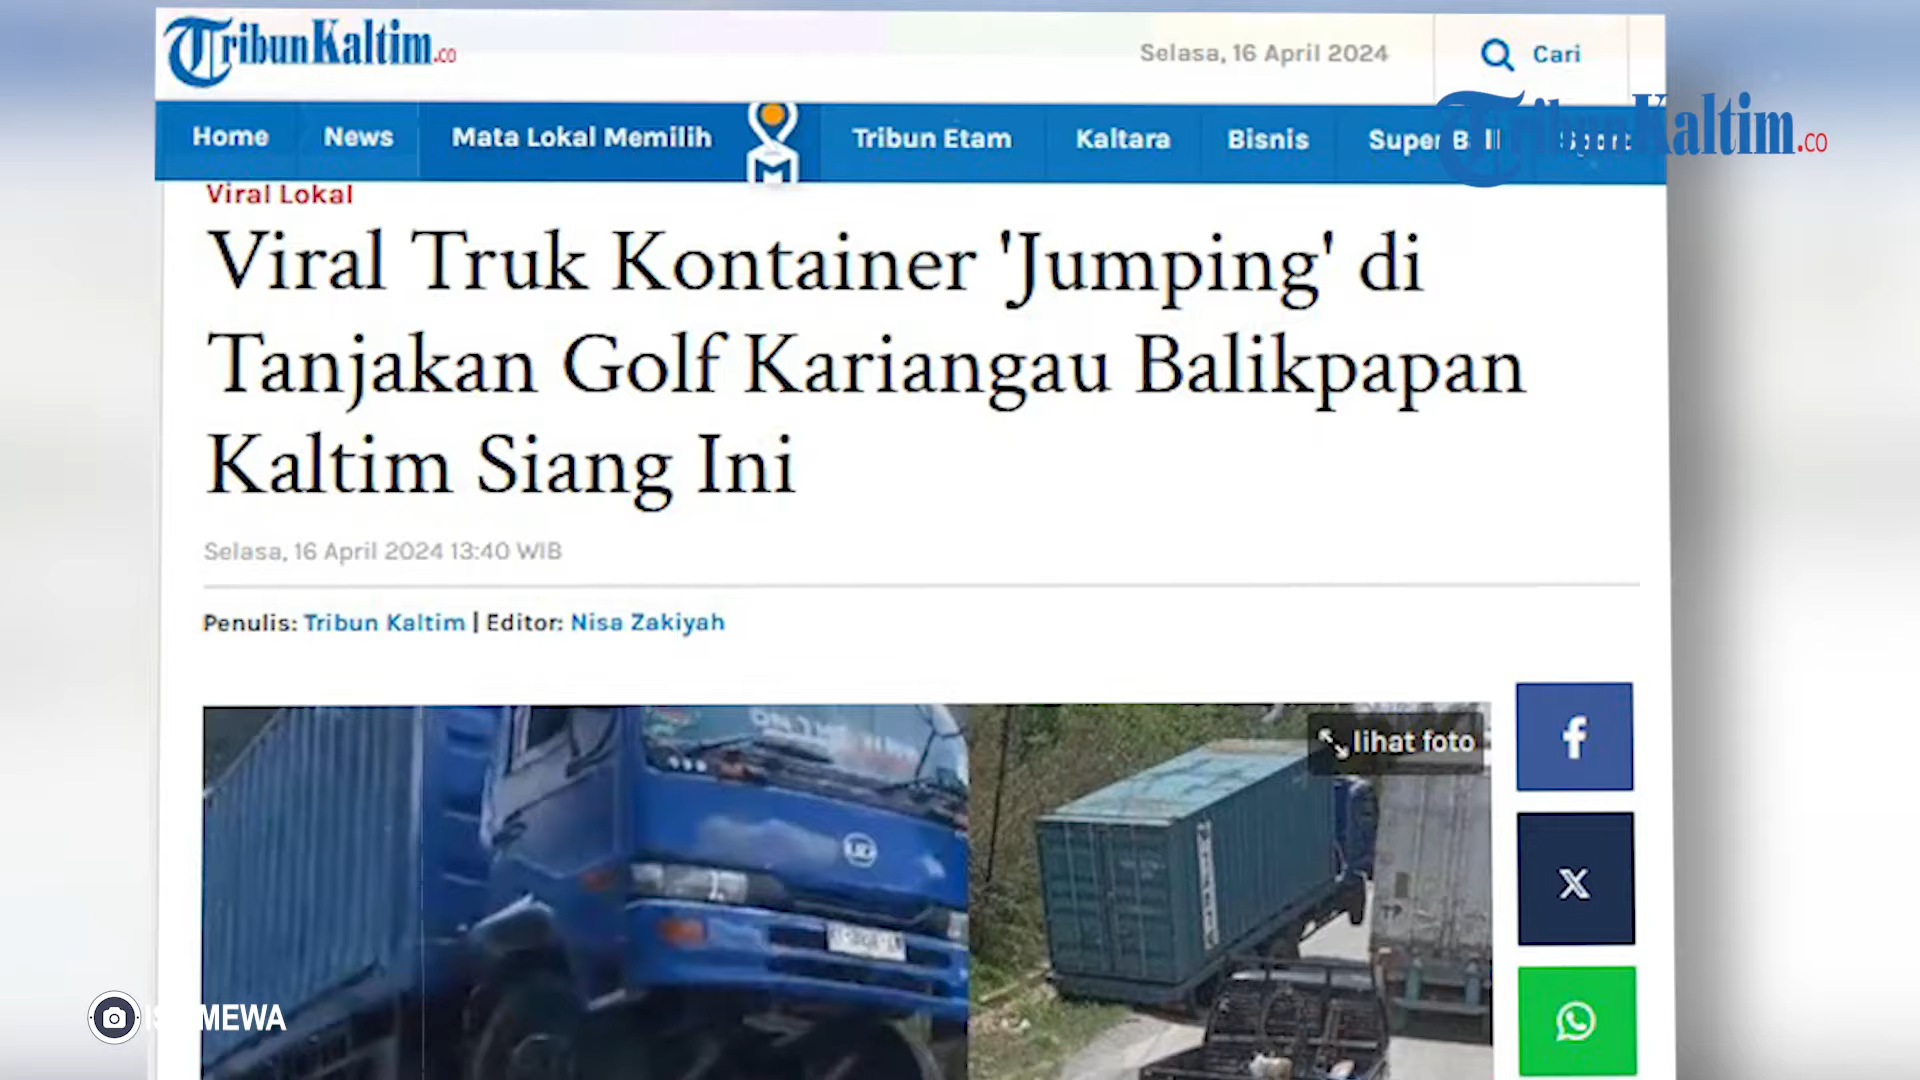 TribunKaltim.co
Selasa, 16 April 2024
Cari
TribunKaltim.co
Home News Mata Lokal Memilih Tribun Etam Kaltara Bisnis
Viral Lokal
Viral Truk Kontainer 'Jumping' di
Tanjakan Golf Kariangau Balikpapan
Kaltim Siang Ini
Selasa, 16 April 2024 13:40 WIB
Penulis: Tribun Kaltim | Editor: Nisa Zakiyah
lihat foto